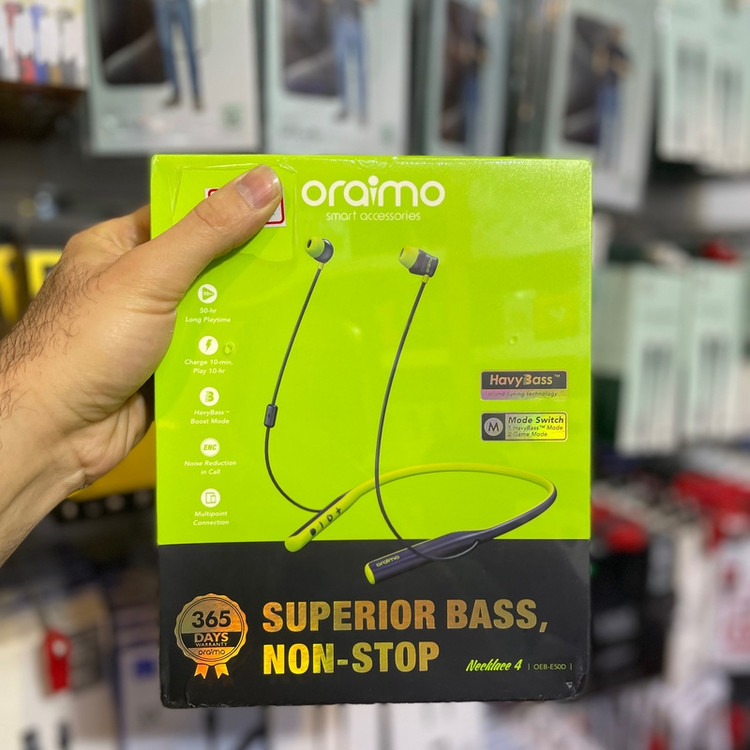 oraimo
smart accessories
50-hr
Long Playtime
Charge 10-min,
Play 10-hr
HavyBass™
Boost Mode
ENC
Noise Reduction
in Call
Multipoint
Connection
HavyBass™
M
Mode Switch
1.HavyBass™ Mode
2.Game Mode
oraimo
365
DAYS
WARRANTY
oraimo
SUPERIOR BASS,
NON-STOP
Necklace 4 | OEB-E50D |